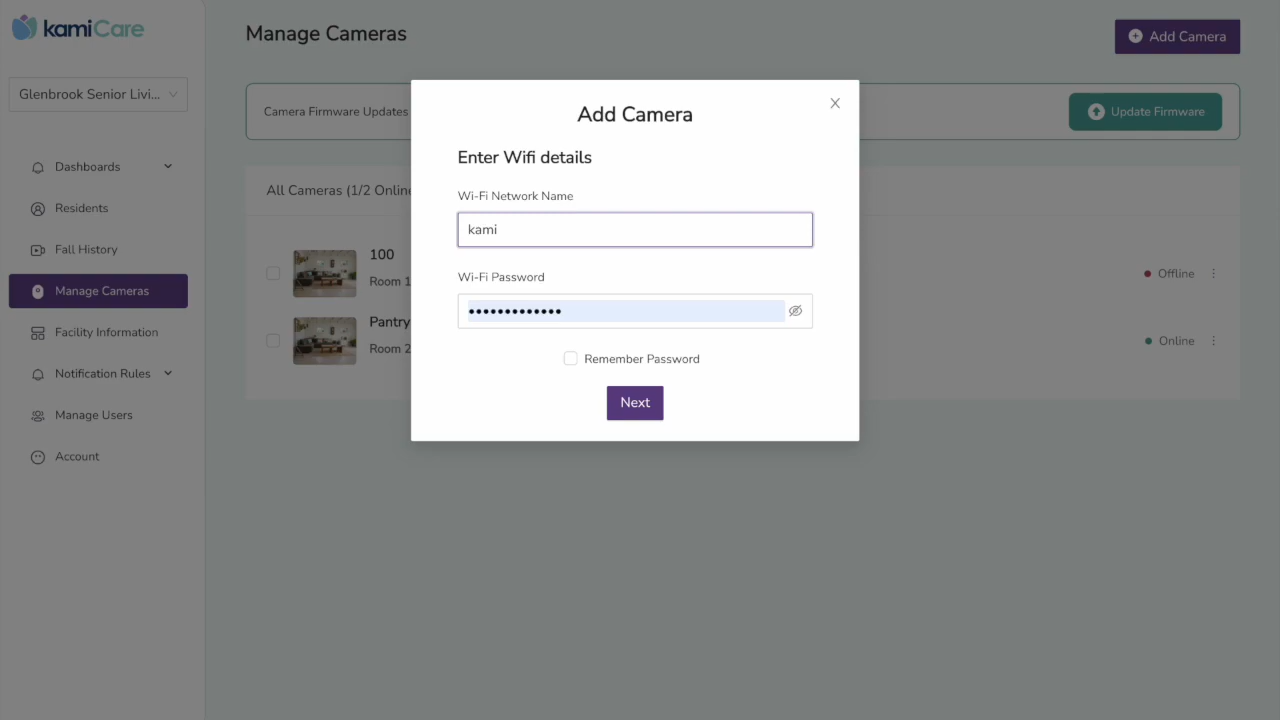 kamiCare
Glenbrook Senior Livi...
Dashboards
Residents
Fall History
Manage Cameras
Facility Information
Notification Rules
Manage Users
Account
Manage Cameras
Add Camera
Camera Firmware Updates
Update Firmware
All Cameras (1/2 Online
100
Room 1
Offline
Pantry
Room 2
Online
Add Camera
Enter Wifi details
Wi-Fi Network Name
kami
Wi-Fi Password
•••••••••••••
Remember Password
Next